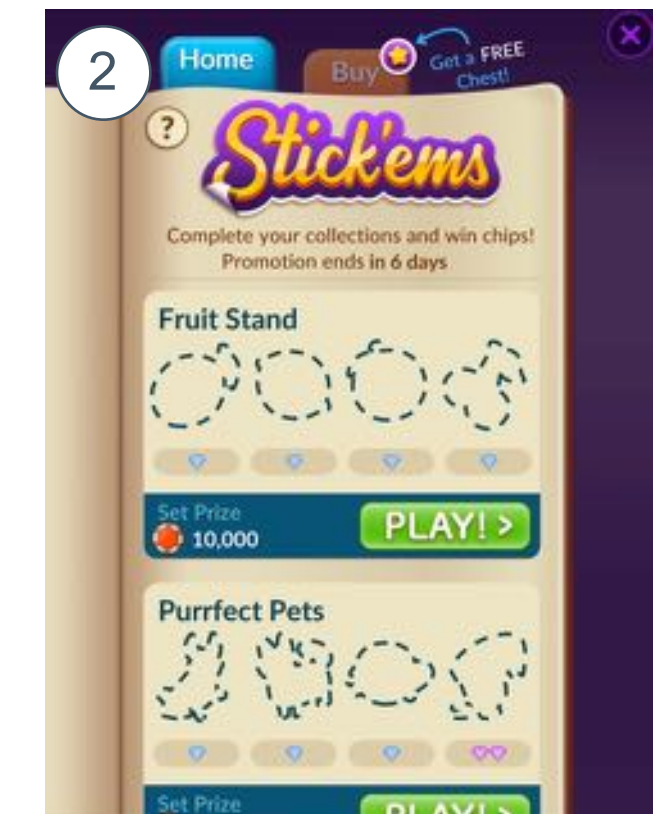 2
Home
Buy
Get a FREE
Chest!
?
Stick'ems
Complete your collections and win chips!
Promotion ends in 6 days
Fruit Stand
Set Prize
10,000
PLAY! >
Purrfect Pets
Set Prize
PLAY! >